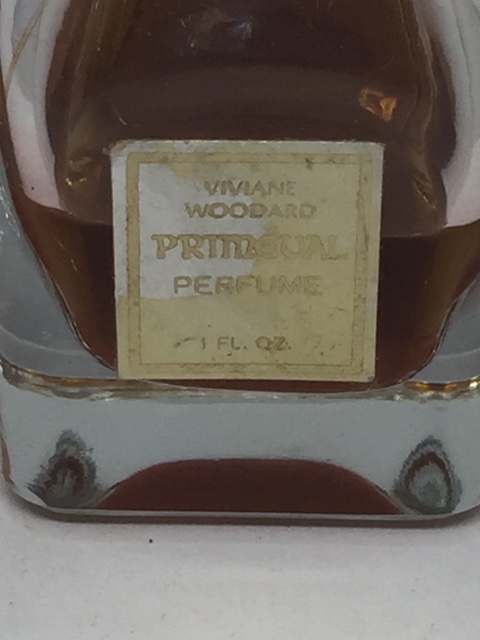 VIVIANE
WOODARD
PRIMEVAL
PERFUME
1 FL. OZ.